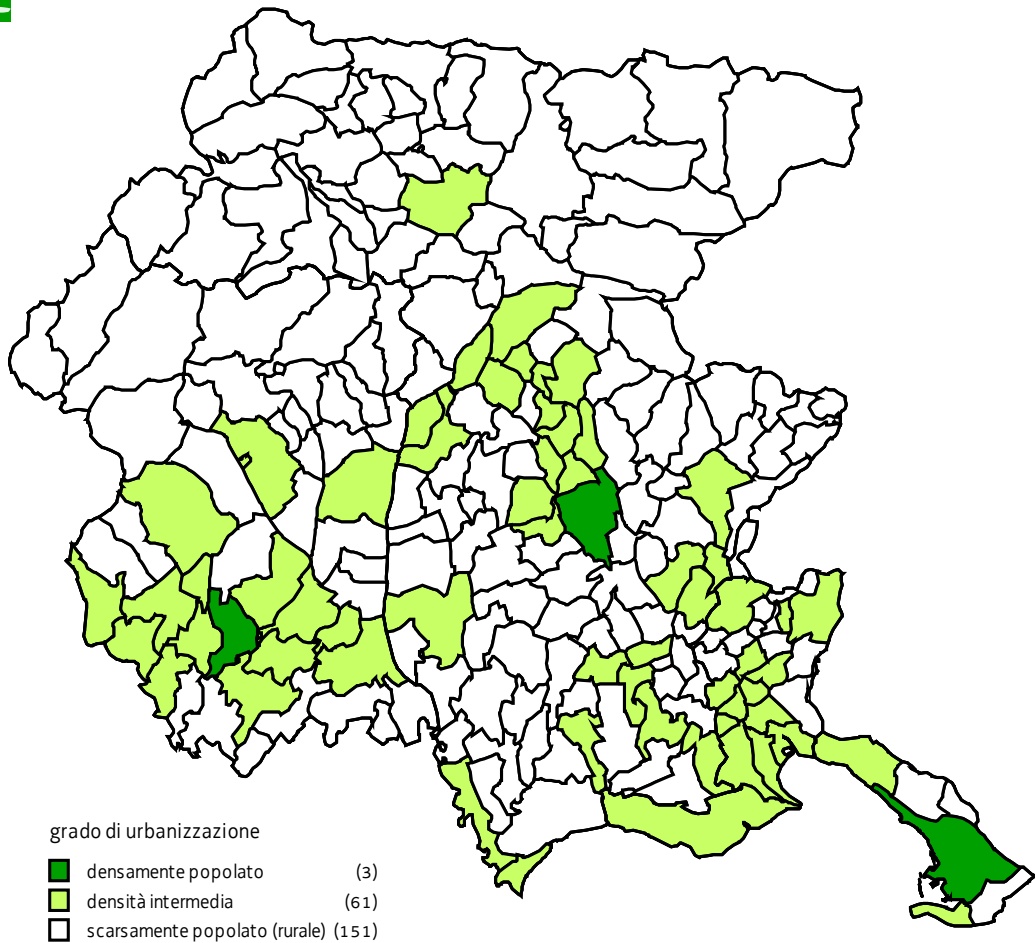 grado di urbanizzazione
densamente popolato (3)
densità intermedia (61)
scarsamente popolato (rurale) (151)